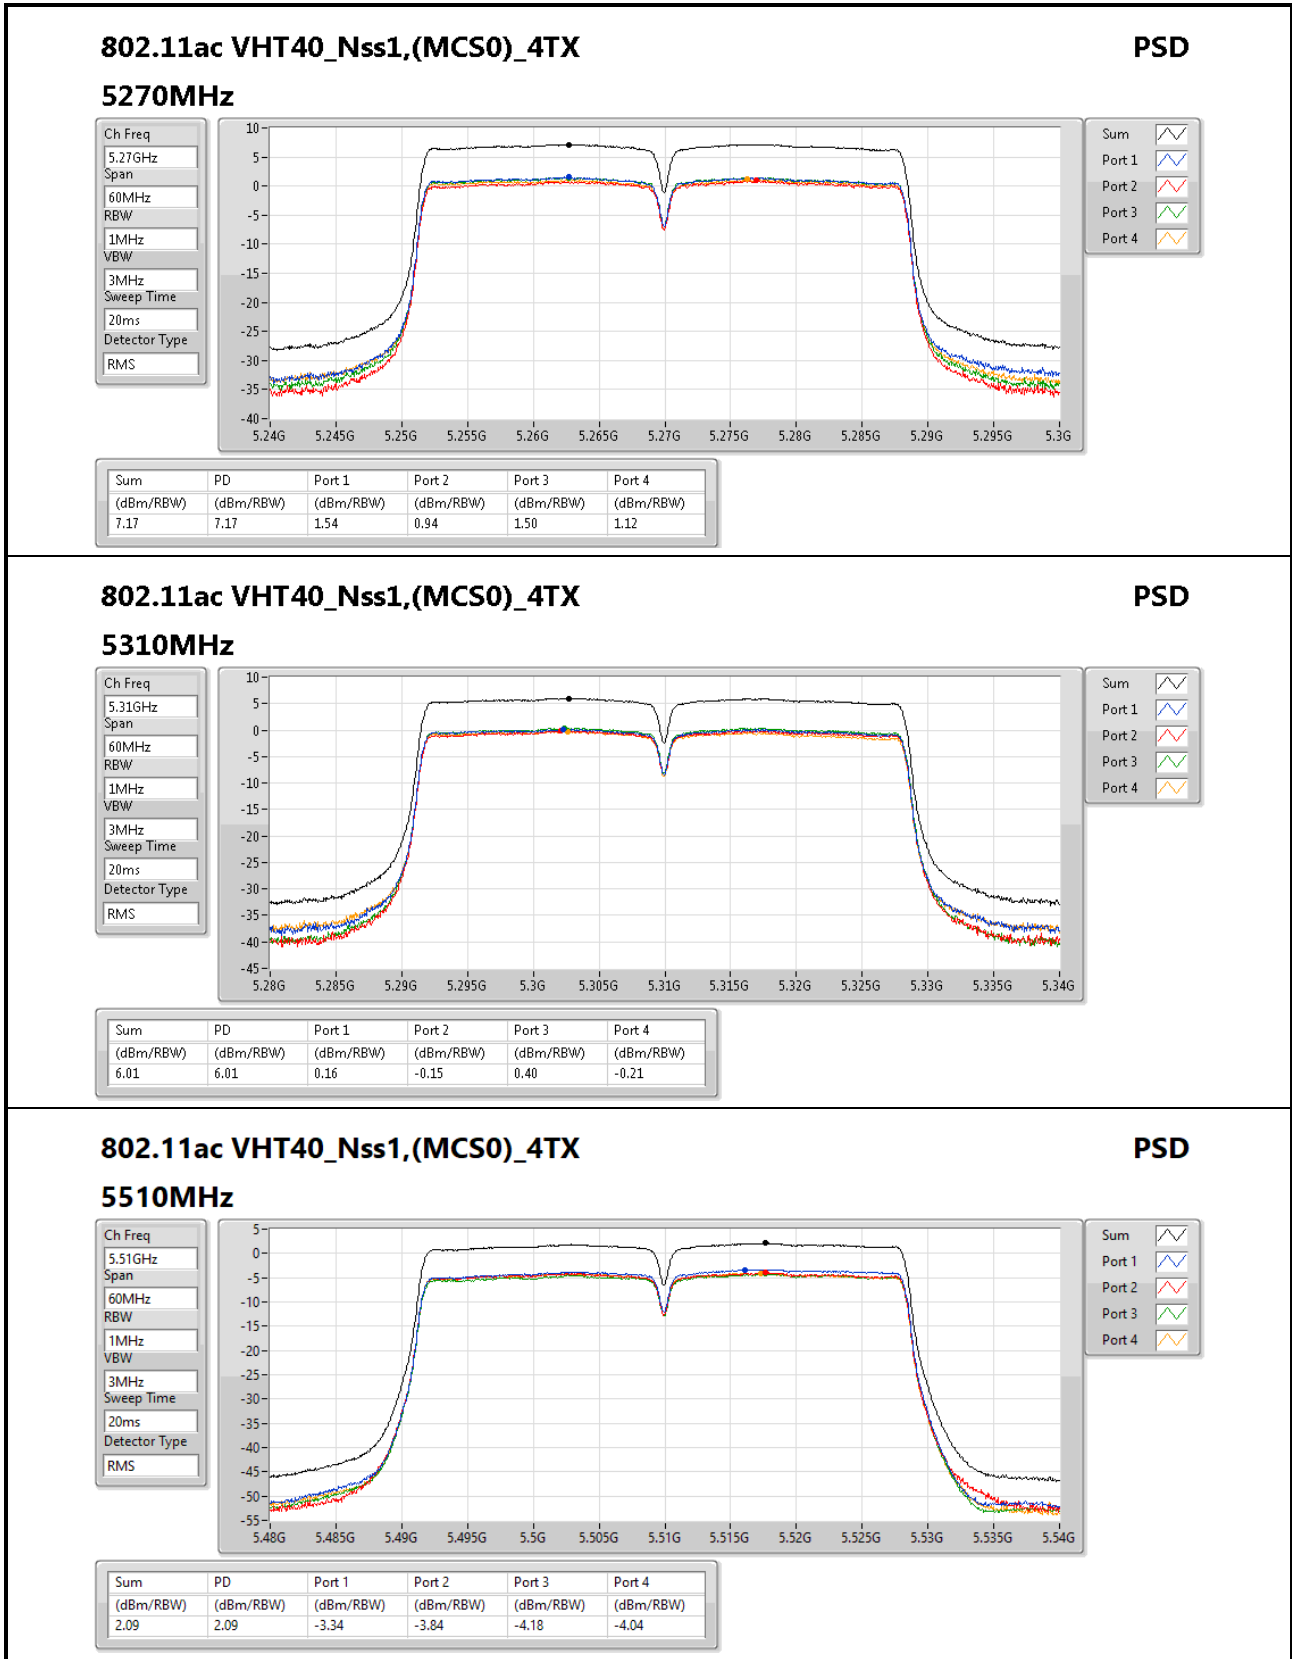 802.11ac VHT40_Nss1,(MCS0)_4TX PSD
5270MHz
Ch Freq
5.27GHz
Span
60MHz
RBW
1MHz
VBW
3MHz
Sweep Time
20ms
Detector Type
RMS
10
5
0
-5
-10
-15
-20
-25
-30
-35
-40
5.24G 5.245G 5.25G 5.255G 5.26G 5.265G 5.27G 5.275G 5.28G 5.285G 5.29G 5.295G 5.3G
Sum
Port 1
Port 2
Port 3
Port 4
Sum PD Port 1 Port 2 Port 3 Port 4
(dBm/RBW) (dBm/RBW) (dBm/RBW) (dBm/RBW) (dBm/RBW) (dBm/RBW)
7.17 7.17 1.54 0.94 1.50 1.12
802.11ac VHT40_Nss1,(MCS0)_4TX PSD
5310MHz
Ch Freq
5.31GHz
Span
60MHz
RBW
1MHz
VBW
3MHz
Sweep Time
20ms
Detector Type
RMS
10
5
0
-5
-10
-15
-20
-25
-30
-35
-40
-45
5.28G 5.285G 5.29G 5.295G 5.3G 5.305G 5.31G 5.315G 5.32G 5.325G 5.33G 5.335G 5.34G
Sum
Port 1
Port 2
Port 3
Port 4
Sum PD Port 1 Port 2 Port 3 Port 4
(dBm/RBW) (dBm/RBW) (dBm/RBW) (dBm/RBW) (dBm/RBW) (dBm/RBW)
6.01 6.01 0.16 -0.15 0.40 -0.21
802.11ac VHT40_Nss1,(MCS0)_4TX PSD
5510MHz
Ch Freq
5.51GHz
Span
60MHz
RBW
1MHz
VBW
3MHz
Sweep Time
20ms
Detector Type
RMS
5
0
-5
-10
-15
-20
-25
-30
-35
-40
-45
-50
-55
5.48G 5.485G 5.49G 5.495G 5.5G 5.505G 5.51G 5.515G 5.52G 5.525G 5.53G 5.535G 5.54G
Sum
Port 1
Port 2
Port 3
Port 4
Sum PD Port 1 Port 2 Port 3 Port 4
(dBm/RBW) (dBm/RBW) (dBm/RBW) (dBm/RBW) (dBm/RBW) (dBm/RBW)
2.09 2.09 -3.34 -3.84 -4.18 -4.04